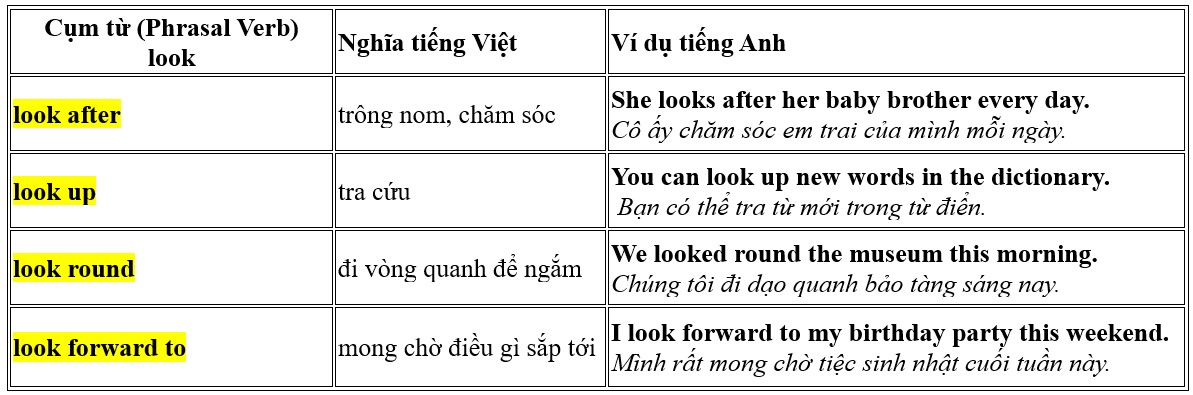 Cụm từ (Phrasal Verb)
look
Nghĩa tiếng Việt
Ví dụ tiếng Anh
look after
trông nom, chăm sóc
She looks after her baby brother every day.
Cô ấy chăm sóc em trai của mình mỗi ngày.
look up
tra cứu
You can look up new words in the dictionary.
Bạn có thể tra từ mới trong từ điển.
look round
đi vòng quanh để ngắm
We looked round the museum this morning.
Chúng tôi đi dạo quanh bảo tàng sáng nay.
look forward to
mong chờ điều gì sắp tới
I look forward to my birthday party this weekend.
Mình rất mong chờ tiệc sinh nhật cuối tuần này.